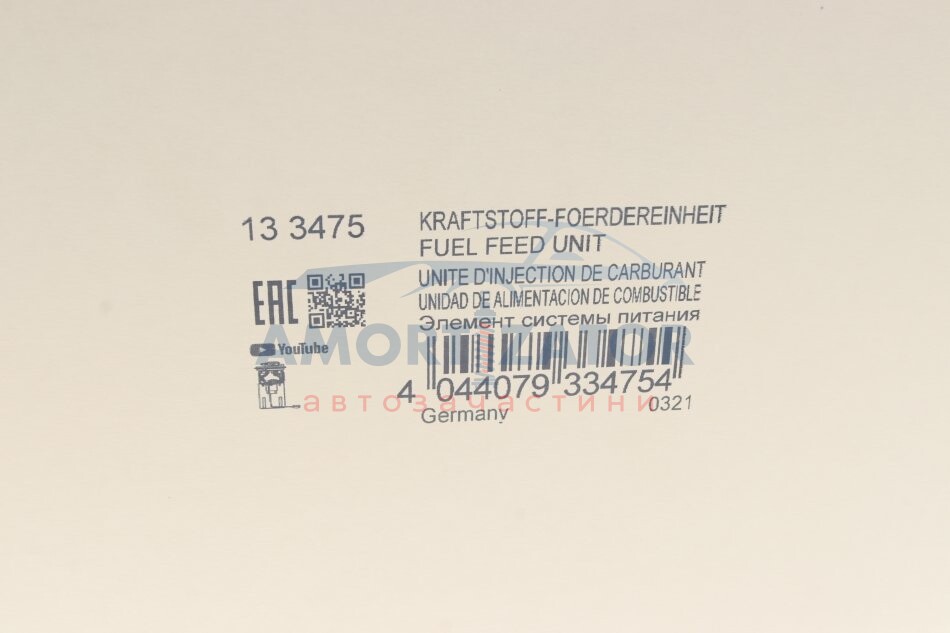 13 3475
KRAFTSTOFF-FOERDEREINHEIT
FUEL FEED UNIT
UNITE D'INJECTION DE CARBURANT
UNIDAD DE ALIMENTACION DE COMBUSTIBLE
Элемент системы питания
EAC
YouTube
AMORTIZATOR
автозапчастини
4 044079 334754
Germany
0321